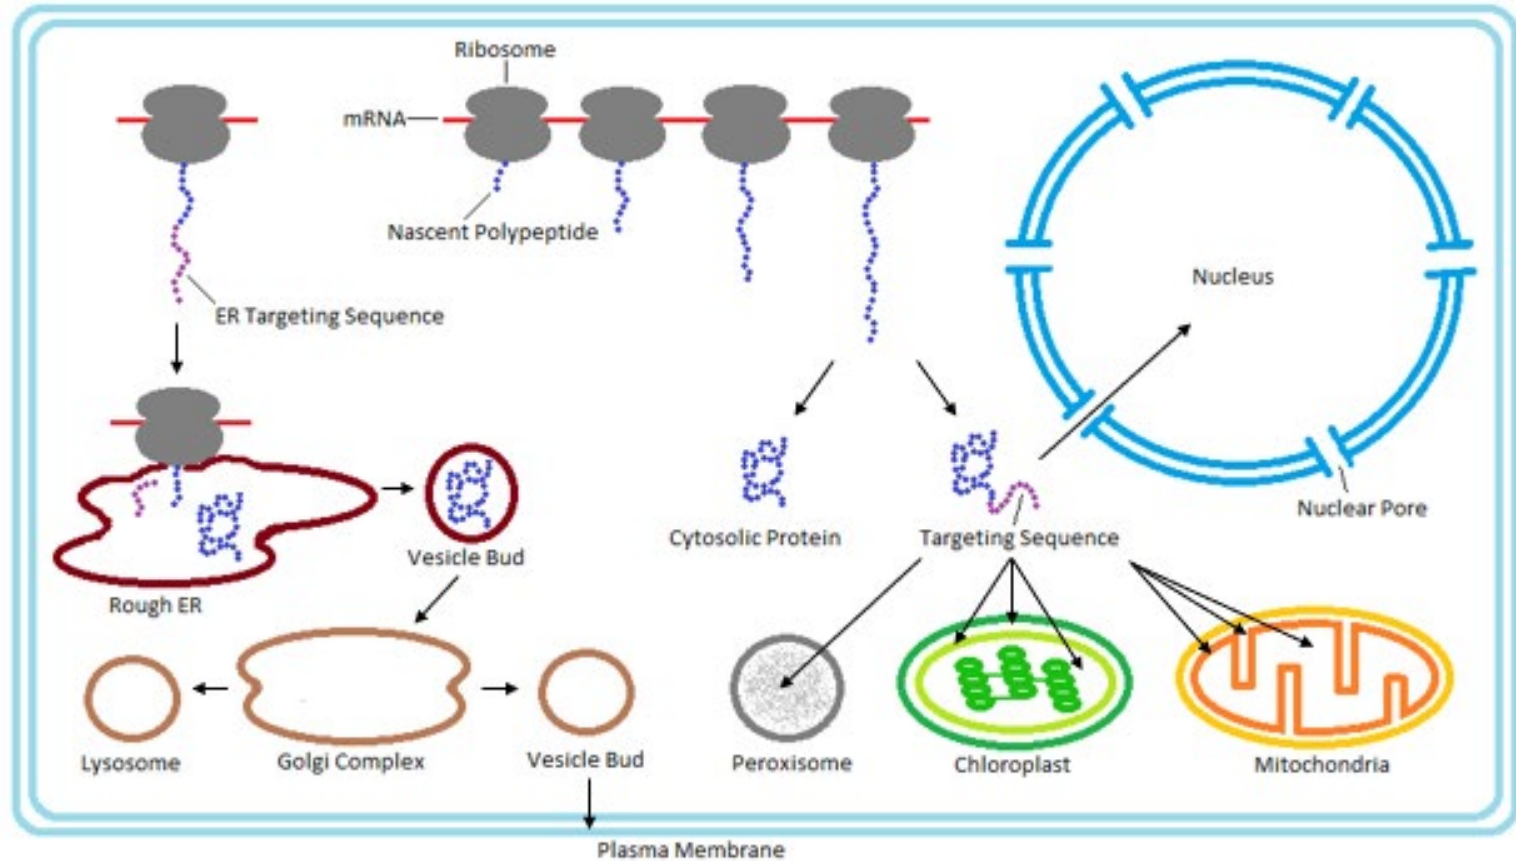 Ribosome
mRNA
Nascent Polypeptide
ER Targeting Sequence
Nucleus
Nuclear Pore
Cytosolic Protein
Targeting Sequence
Vesicle Bud
Rough ER
Lysosome
Golgi Complex
Vesicle Bud
Peroxisome
Chloroplast
Mitochondria
Plasma Membrane